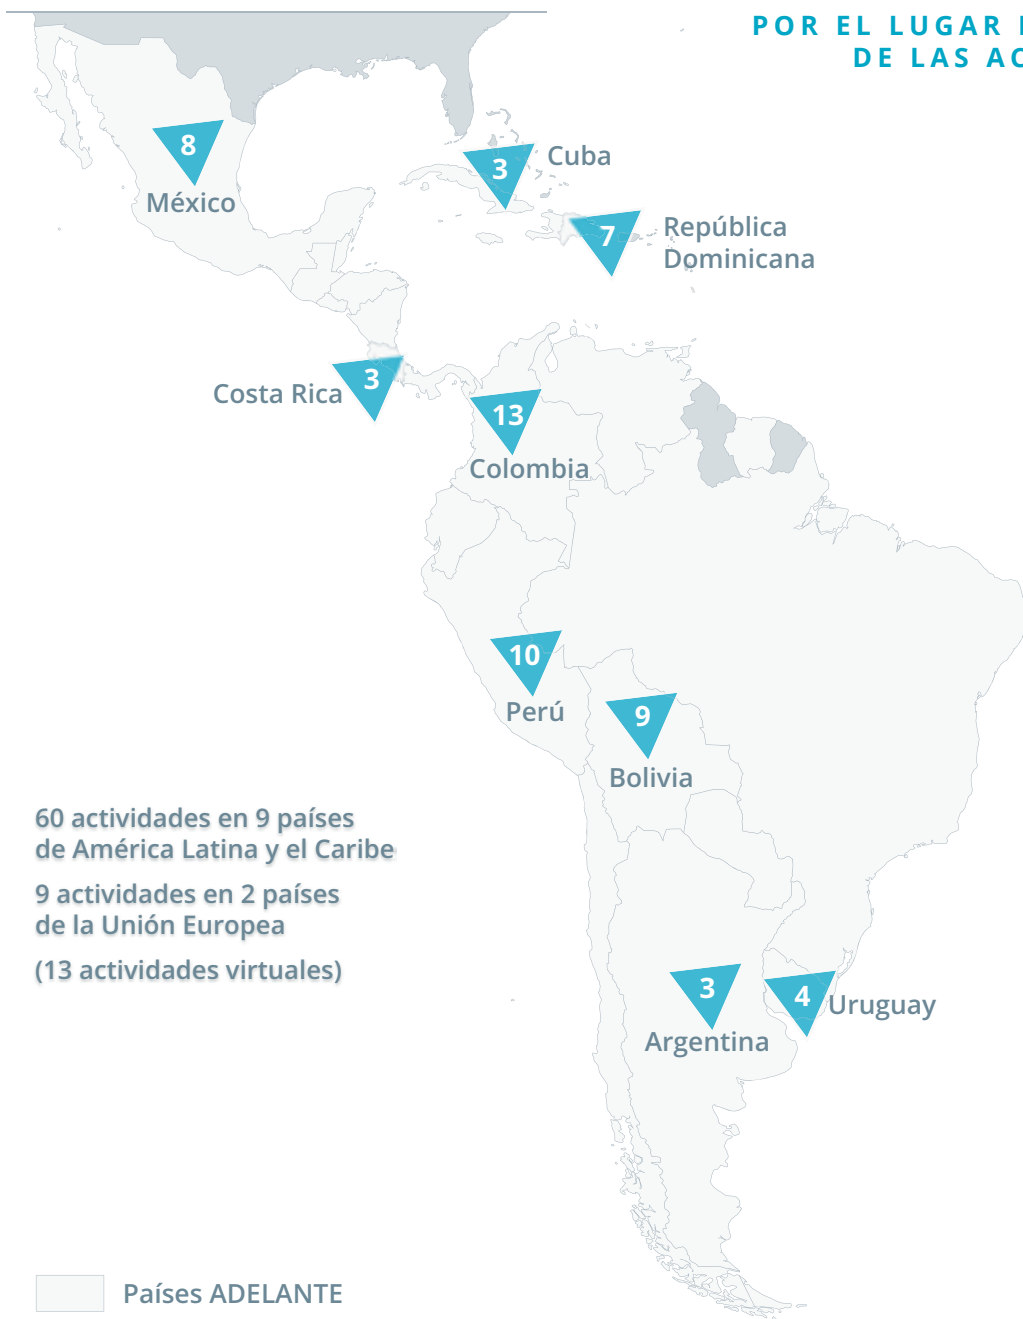 POR EL LUGAR
DE LAS
8
México
3
Cuba
7
República
Dominicana
3
Costa Rica
13
Colombia
10
Perú
9
Bolivia
60 actividades en 9 países
de América Latina y el Caribe
9 actividades en 2 países
de la Unión Europea
(13 actividades virtuales)
3
Argentina
4
Uruguay
Países ADELANTE